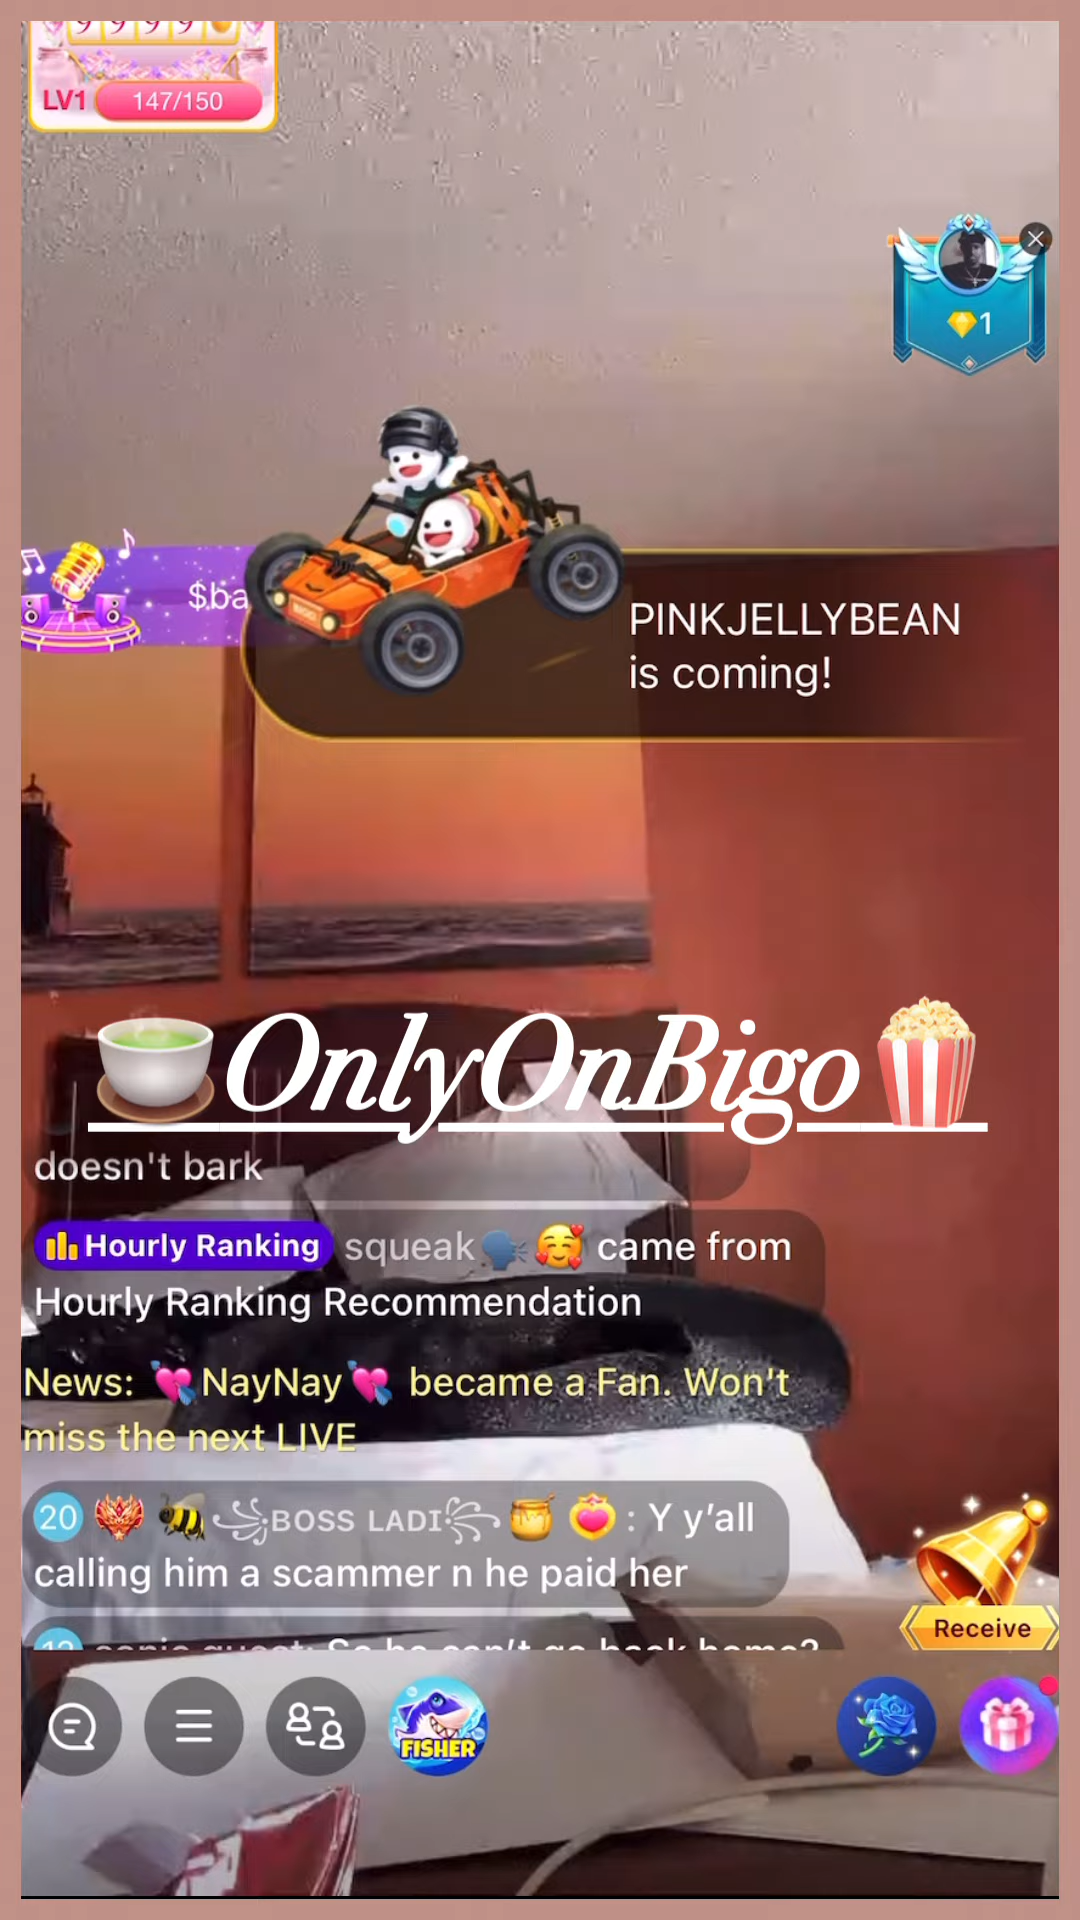 9999
LV1 147/150
1
$ba
PINKJELLYBEAN
is coming!
🍵OnlyOnBigo🍿
doesn't bark
Hourly Ranking squeak🗣️🥰 came from
Hourly Ranking Recommendation
News: 💘NayNay💘 became a Fan. Won't
miss the next LIVE
20 🐝꧁BOSS LADI꧂🍯 : Y y’all
calling him a scammer n he paid her
Receive
FISHER